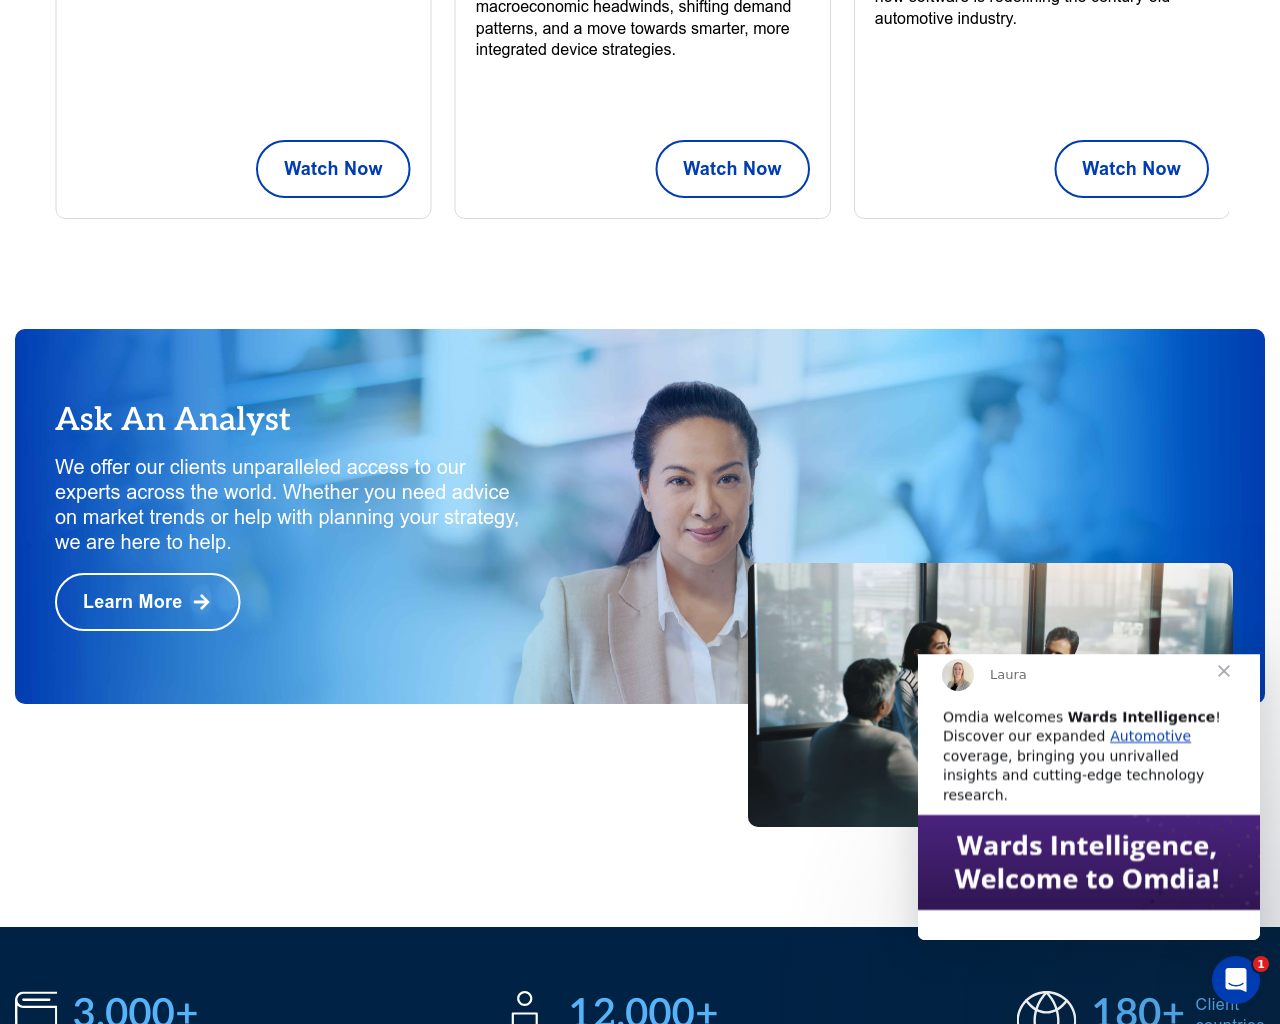 macroeconomic headwinds, shifting demand
patterns, and a move towards smarter, more
integrated device strategies.
automotive industry.
Watch Now
Watch Now
Watch Now
Ask An Analyst
We offer our clients unparalleled access to our
experts across the world. Whether you need advice
on market trends or help with planning your strategy,
we are here to help.
Learn More
Laura
Omdia welcomes Wards Intelligence!
Discover our expanded Automotive
coverage, bringing you unrivalled
insights and cutting-edge technology
research.
Wards Intelligence,
Welcome to Omdia!
1
3,000+
12,000+
180+
Client
countries